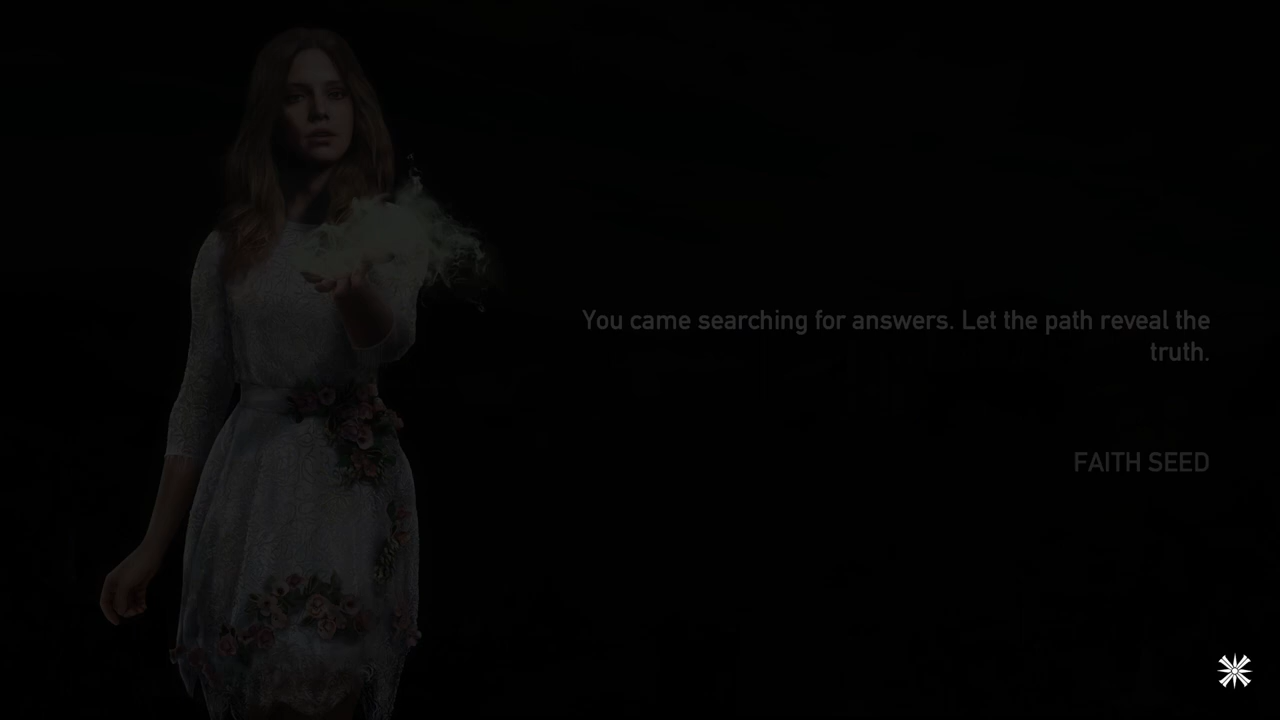 You came searching for answers. Let the path reveal the
truth.
FAITH SEED